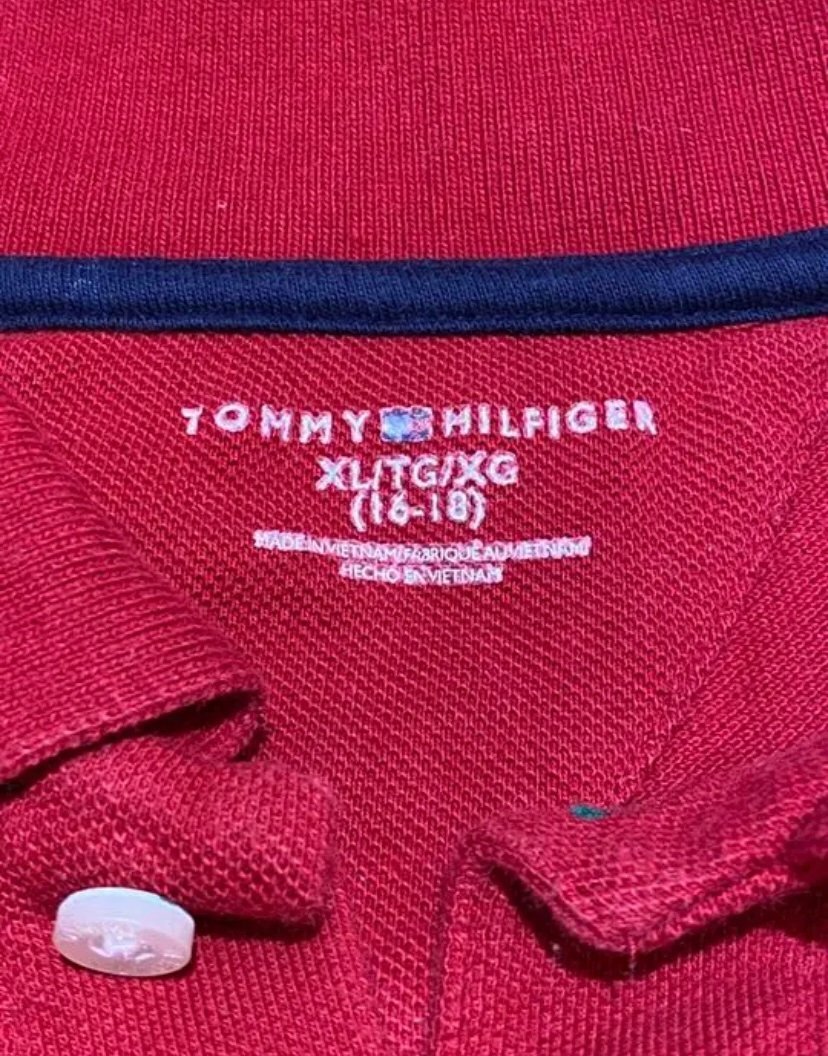 TOMMY HILFIGER
XL/TG/XG
(16-18)
MADE IN VIETNAM/FABRIQUÉ AU VIETNAM/
HECHO EN VIETNAM